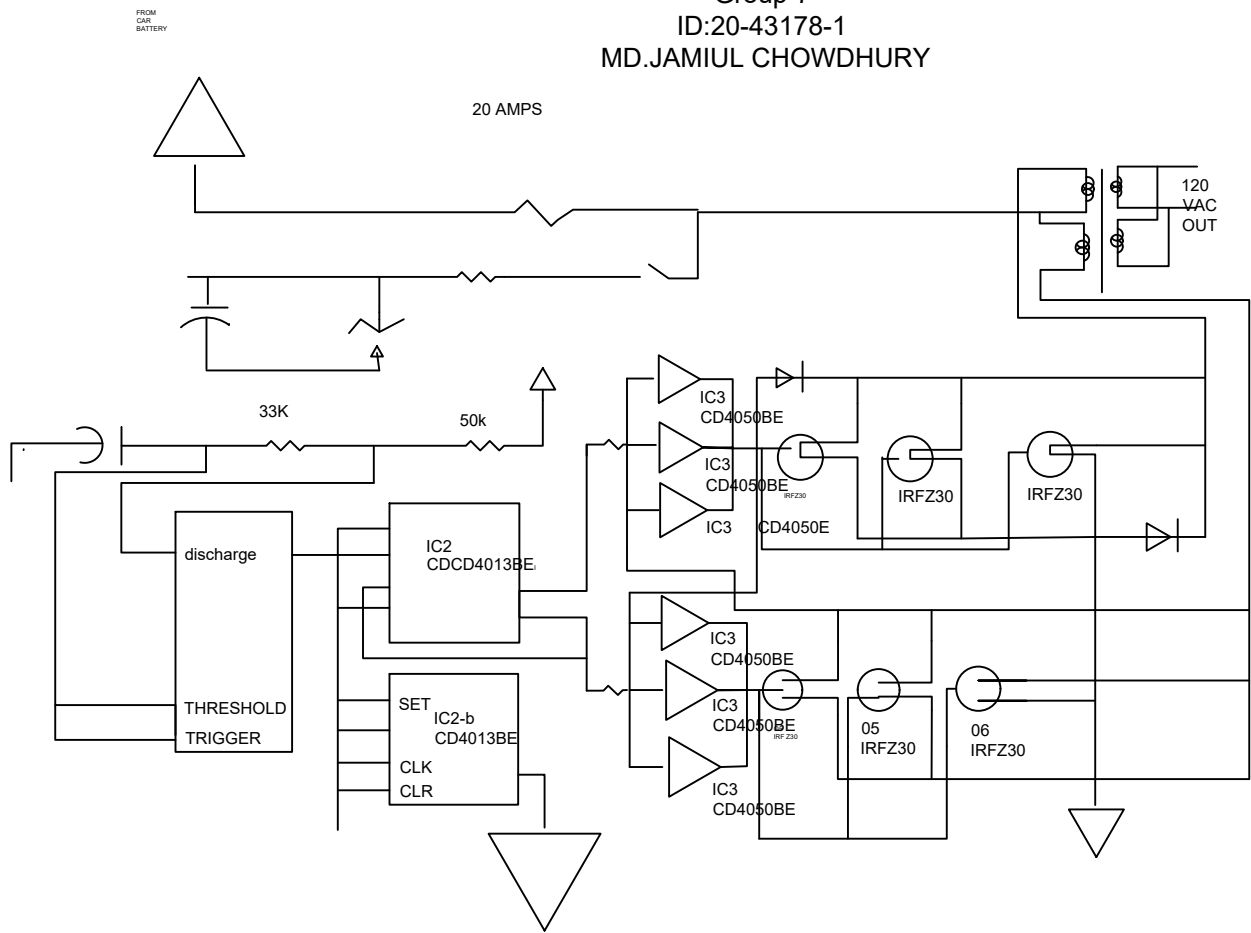 FROM
CAR
BATTERY
ID:20-43178-1
MD.JAMIUL CHOWDHURY
20 AMPS
120
VAC
OUT
IC3
CD4050BE
33K
50k
IC3
CD4050BE
IRFZ30
IRFZ30
IRFZ30
IC3
CD4050E
discharge
IC2
CDCD4013BE
IC3
CD4050BE
THRESHOLD
TRIGGER
SET
IC2-b
CD4013BE
CLK
CLR
IC3
CD4050BE
IRFZ30
05
IRFZ30
06
IRFZ30
IC3
CD4050BE